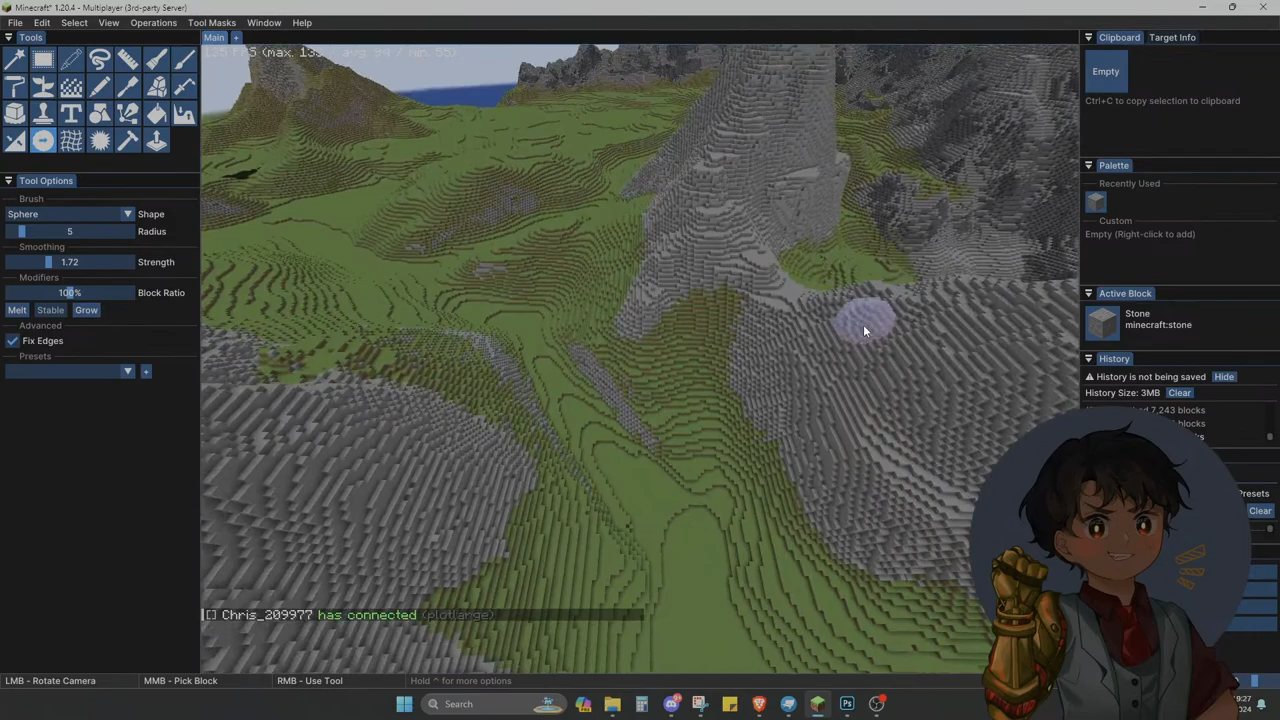 Minecraft* 1.20.4 - Multiplayer (3rd-party Server)
File Edit Select View Operations Tool Masks Window Help
Tools
Main +
Clipboard Target Info
Empty
Ctrl+C to copy selection to clipboard
Palette
Recently Used
Custom
Empty (Right-click to add)
Active Block
Stone
minecraft:stone
History
History is not being saved Hide
History Size: 3MB Clear
7,243 blocks
Presets
Clear
Tool Options
Brush
Sphere Shape
5 Radius
Smoothing
1.72 Strength
Modifiers
100% Block Ratio
Melt Stable Grow
Advanced
Fix Edges
Presets
+
[] Chris_209977 has connected (plotlange)
LMB - Rotate Camera MMB - Pick Block RMB - Use Tool Hold ^ for more options
Search
Ps